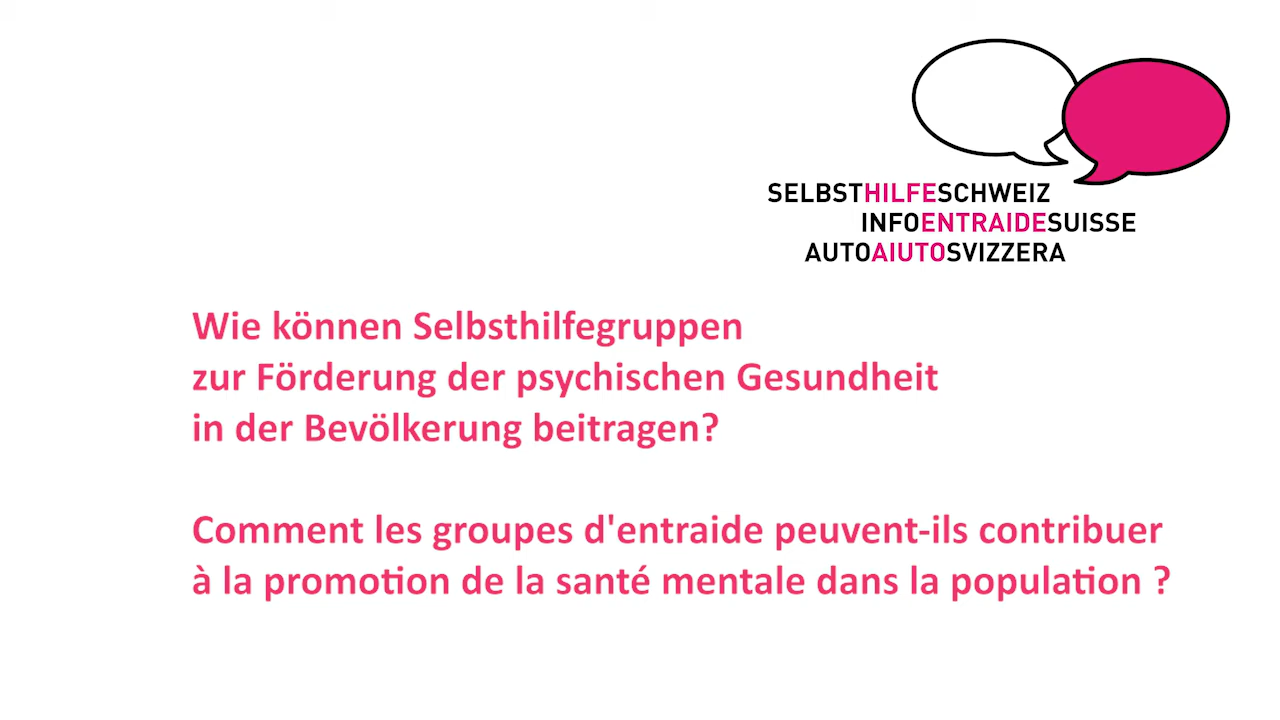 SELBSTHILFESCHWEIZ
INFOENTRAIDESUISSE
AUTOAIUTOSVIZZERA
Wie können Selbsthilfegruppen
zur Förderung der psychischen Gesundheit
in der Bevölkerung beitragen?
Comment les groupes d'entraide peuvent-ils contribuer
à la promotion de la santé mentale dans la population ?